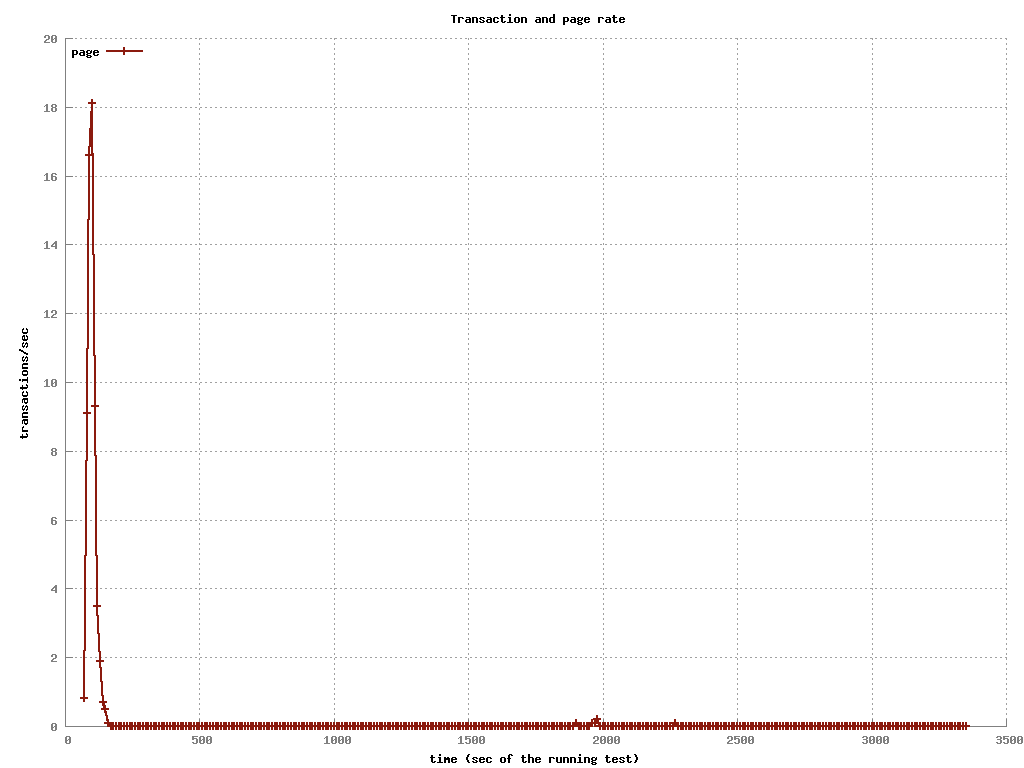 Transaction and page rate
page
20
18
16
14
12
10
8
6
4
2
0
transactions/sec
0 500 1000 1500 2000 2500 3000 3500
time (sec of the running test)